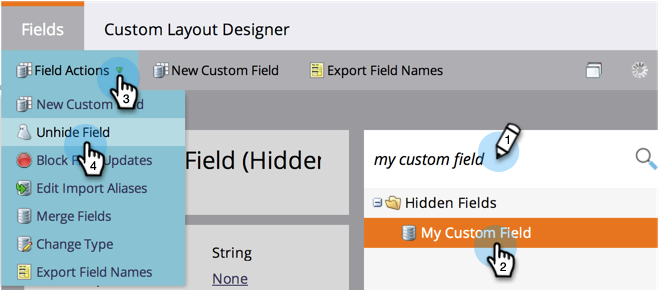 Fields
Custom Layout Designer
Field Actions
New Custom Field
Export Field Names
3
New Custom Field
Unhide Field
4
Block Field Updates
Edit Import Aliases
Merge Fields
Change Type
Export Field Names
Field (Hidden
String
None
my custom field
1
Hidden Fields
My Custom Field
2